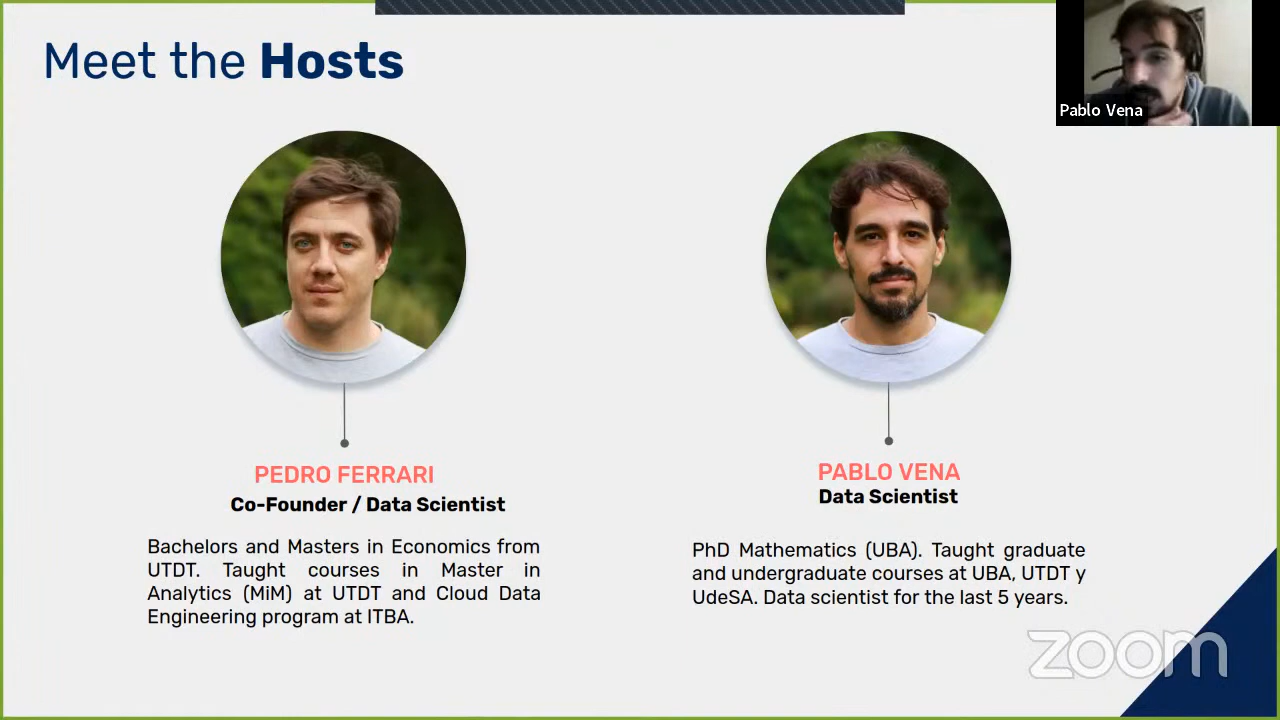 Meet the Hosts
Pablo Vena
PEDRO FERRARI
Co-Founder / Data Scientist
Bachelors and Masters in Economics from
UTDT. Taught courses in Master in
Analytics (MiM) at UTDT and Cloud Data
Engineering program at ITBA.
PABLO VENA
Data Scientist
PhD Mathematics (UBA). Taught graduate
and undergraduate courses at UBA, UTDT y
UdeSA. Data scientist for the last 5 years.
zoom